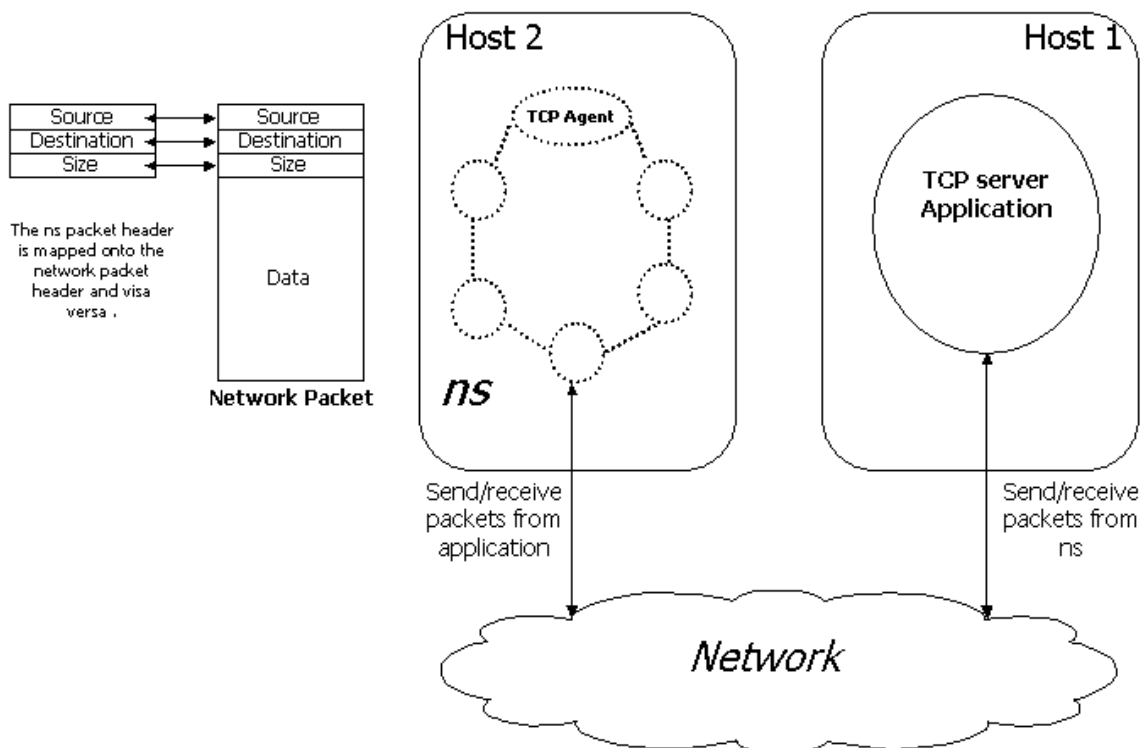 Host 2
Host 1
Source
Destination
Size
Source
Destination
Size
Data
Network Packet
The ns packet header
is mapped onto the
network packet
header and visa
versa .
TCP Agent
ns
TCP server
Application
Send/receive
packets from
application
Send/receive
packets from
ns
Network